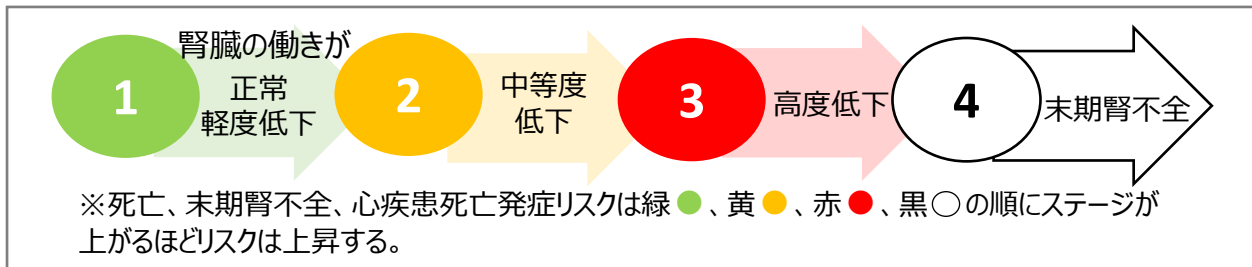 1
腎臓の働きが
正常
軽度低下
2
中等度
低下
3
高度低下
4
末期腎不全
※死亡、末期腎不全、心疾患死亡発症リスクは緑●、黄●、赤●、黒○の順にステージが
上がるほどリスクは上昇する。